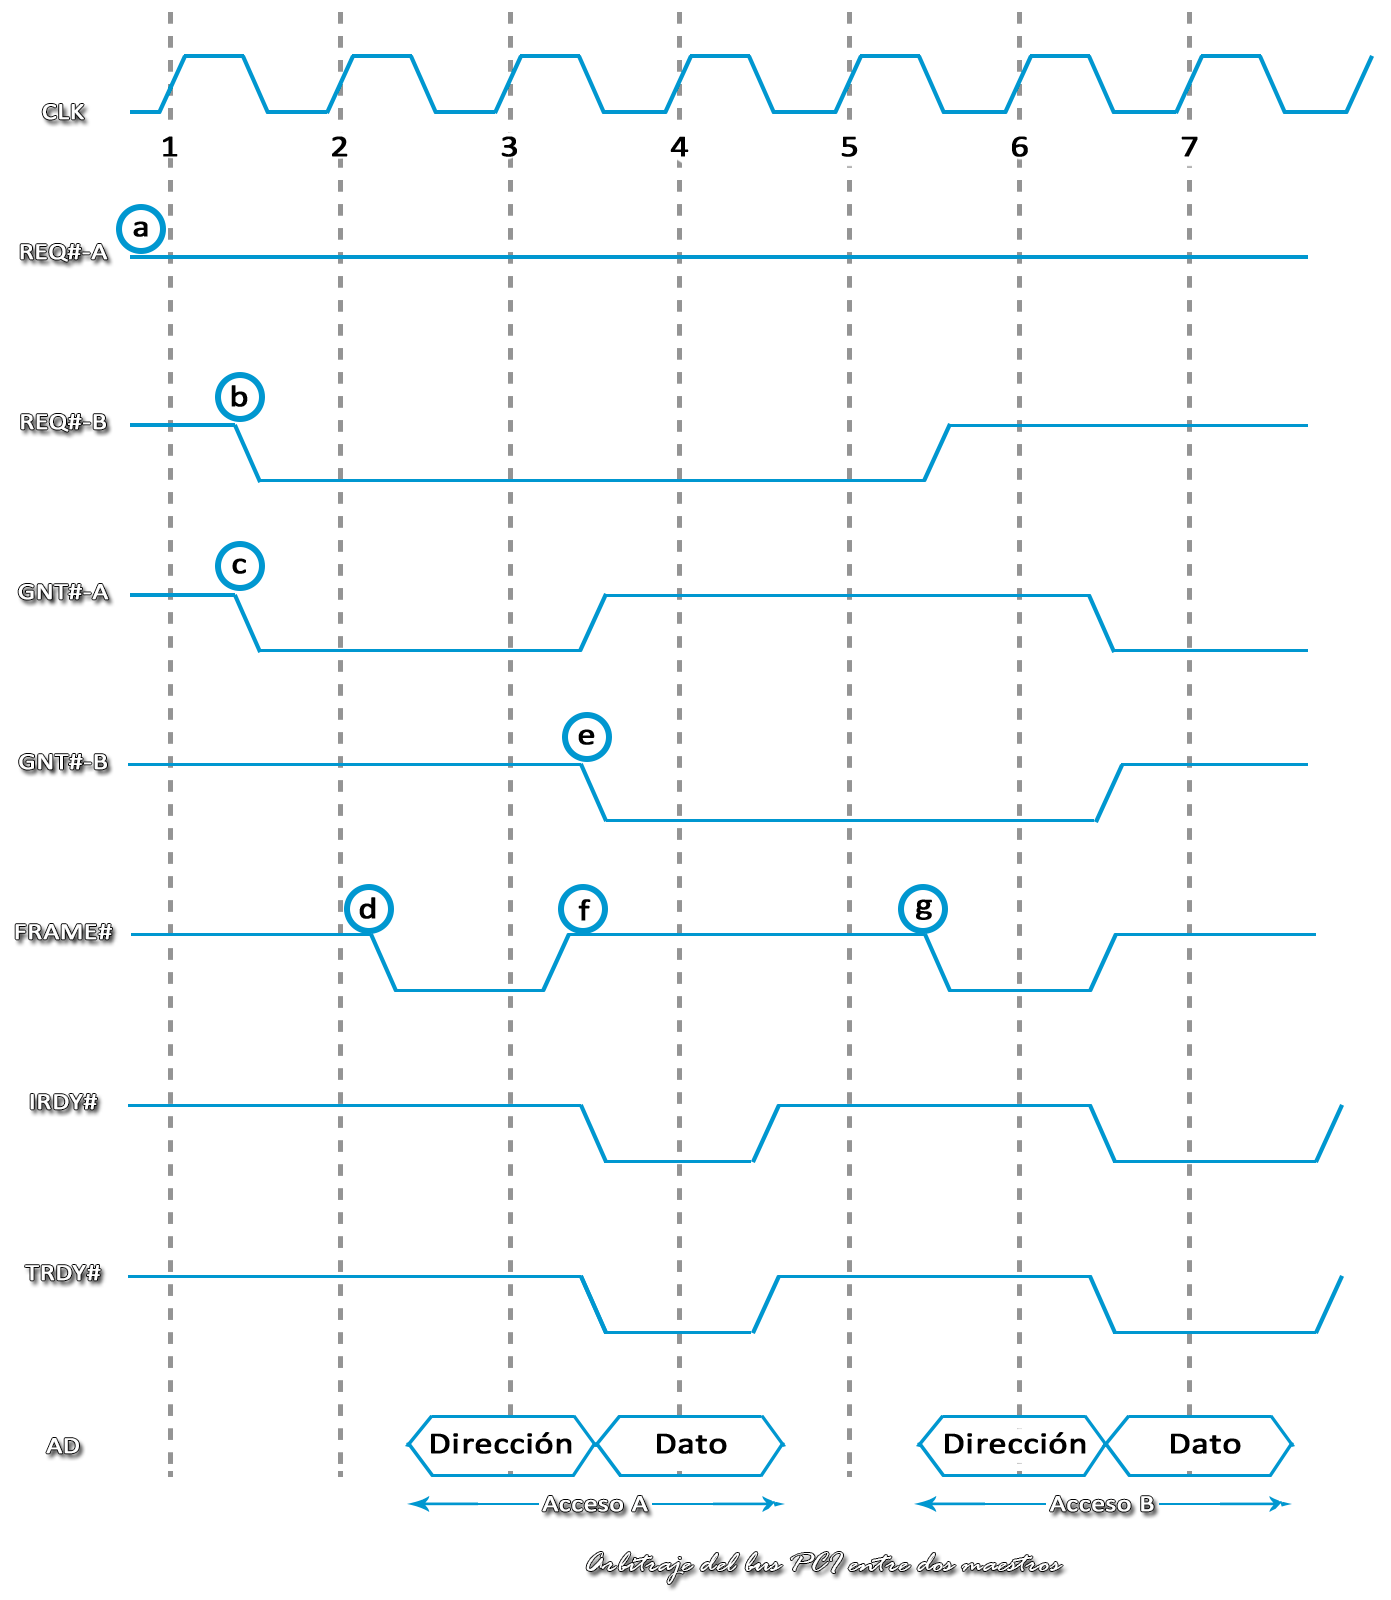 CLK
1 2 3 4 5 6 7
a
REQ#-A
b
REQ#-B
c
GNT#-A
e
GNT#-B
d f g
FRAME#
IRDY#
TRDY#
AD Dirección Dato Dirección Dato
Acceso A Acceso B
Arbitraje del bus PCI entre dos maestros